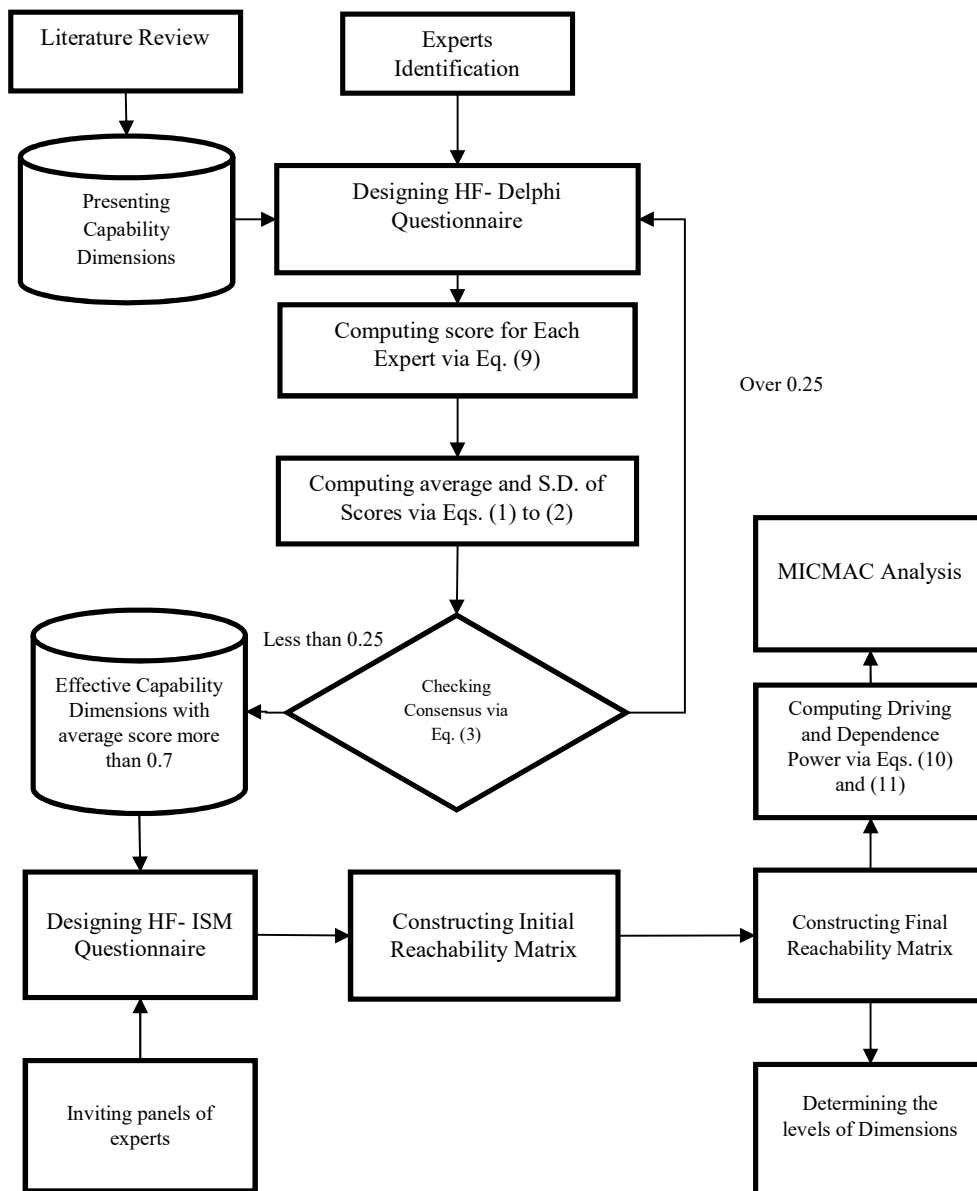 Literature Review
Experts
Identification
Presenting
Capability
Dimensions
Designing HF- Delphi
Questionnaire
Computing score for Each
Expert via Eq. (9)
Over 0.25
Computing average and S.D. of
Scores via Eqs. (1) to (2)
MICMAC Analysis
Less than 0.25
Effective Capability
Dimensions with
average score more
than 0.7
Checking
Consensus via
Eq. (3)
Computing Driving
and Dependence
Power via Eqs. (10)
and (11)
Designing HF- ISM
Questionnaire
Constructing Initial
Reachability Matrix
Constructing Final
Reachability Matrix
Inviting panels of
experts
Determining the
levels of Dimensions